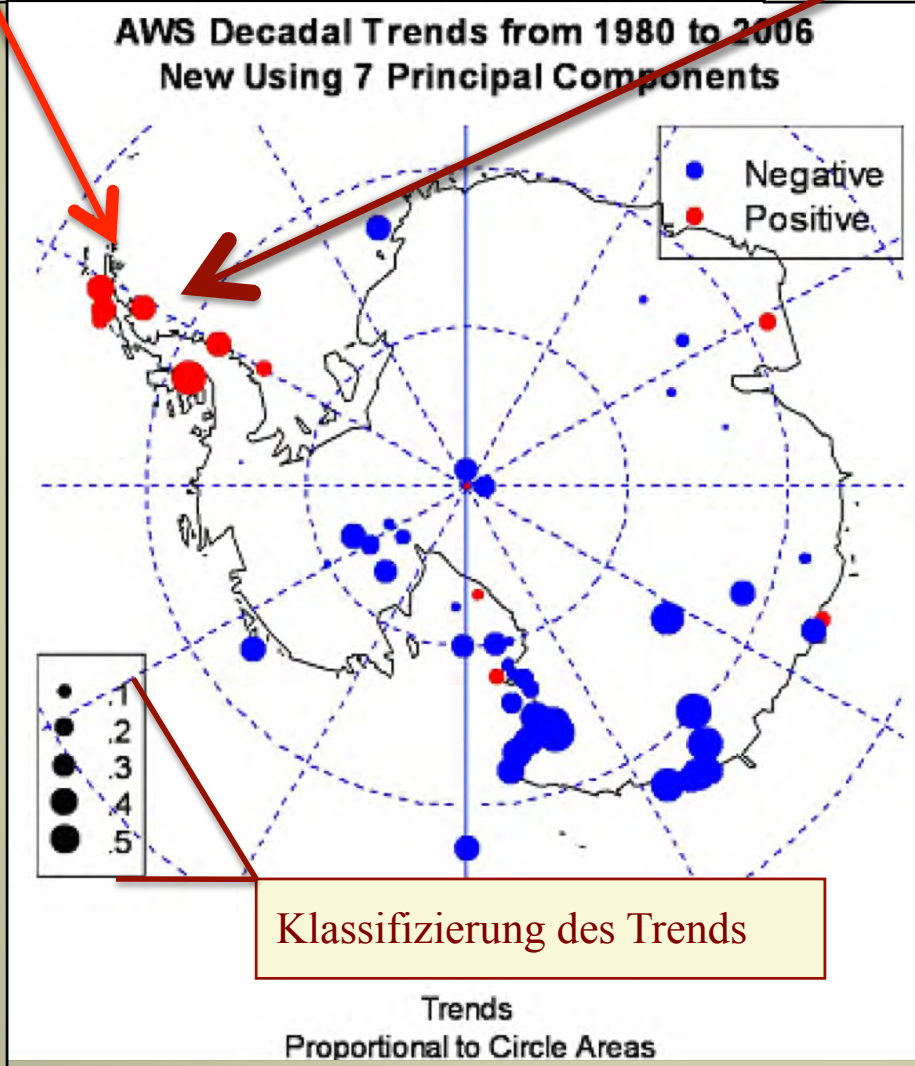 AWS Decadal Trends from 1980 to 2006
New Using 7 Principal Components
Negative
Positive
.1
.2
.3
.4
.5
Klassifizierung des Trends
Trends
Proportional to Circle Areas